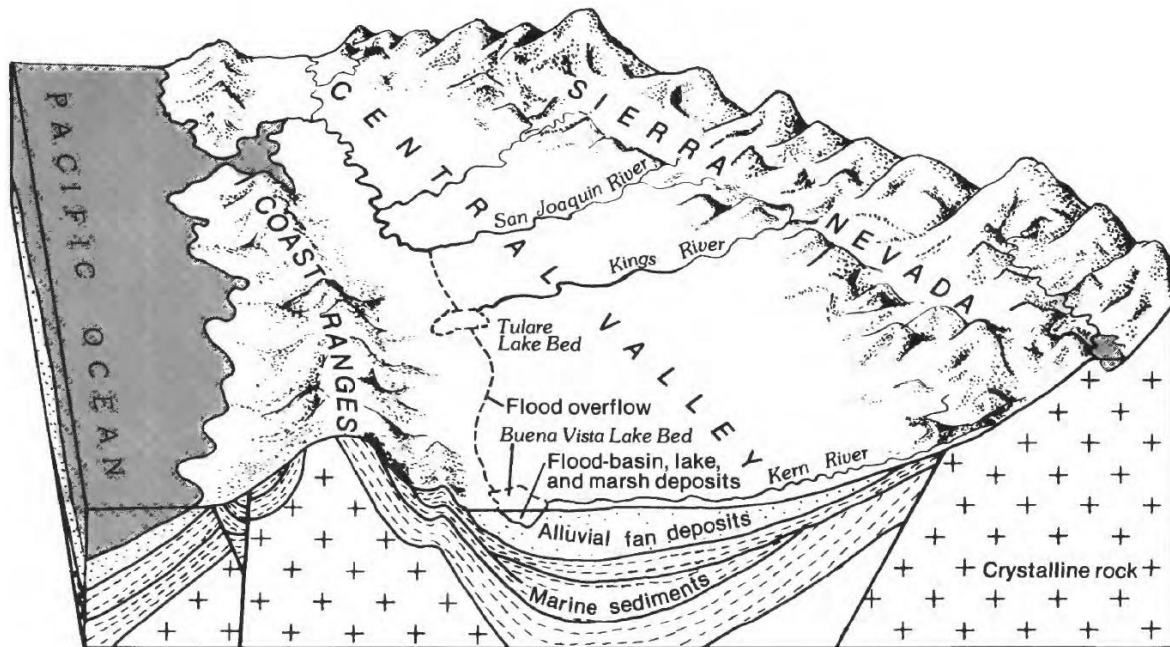 PACIFIC OCEAN
COAST RANGES
CENTRAL VALLEY
SIERRA NEVADA
San Joaquin River
Kings River
Tulare
Lake Bed
Flood overflow
Buena Vista Lake Bed
Flood-basin, lake,
and marsh deposits
Kern River
Alluvial fan deposits
Marine sediments
Crystalline rock